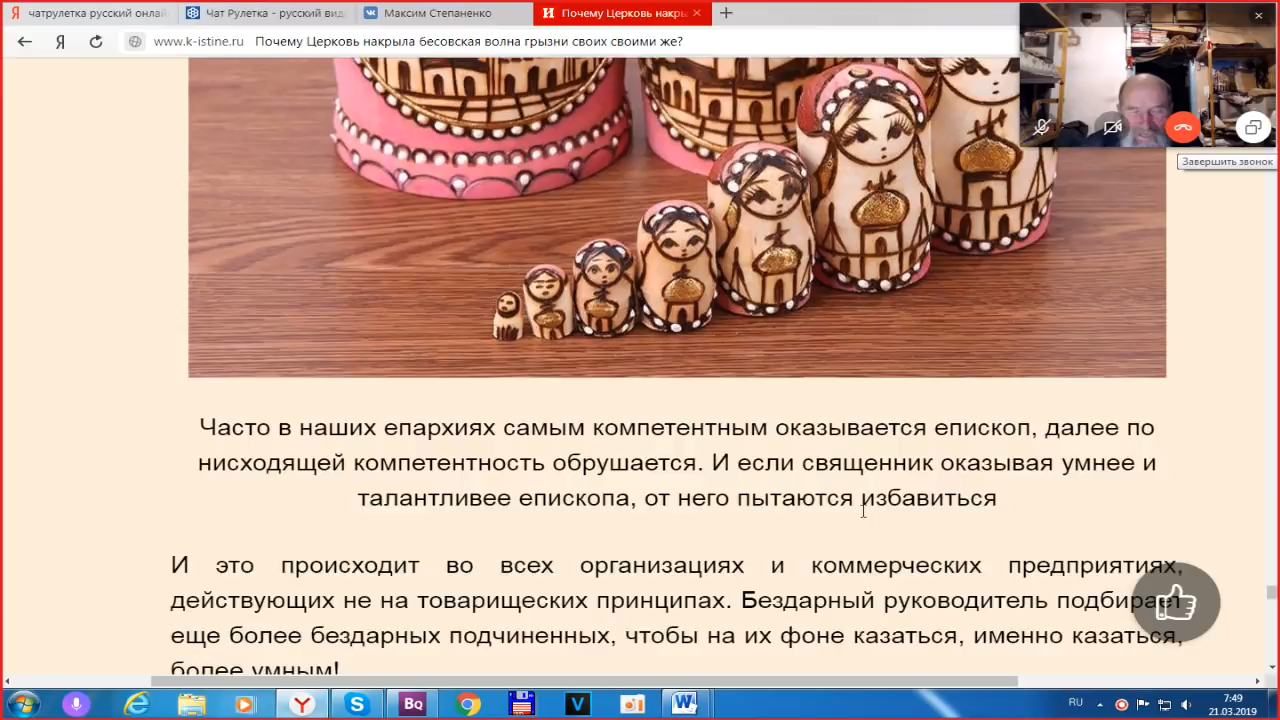 чатрулетка русский онлай
Чат Рулетка - русский вид
Максим Степаненко
Почему Церковь накры
www.k-istine.ru Почему Церковь накрыла бесовская волна грызни своих своими же?
Завершить звонок
Часто в наших епархиях самым компетентным оказывается епископ, далее по
нисходящей компетентность обрушается. И если священник оказывая умнее и
талантливее епископа, от него пытаются избавиться
И это происходит во всех организациях и коммерческих предприятиях,
действующих не на товарищеских принципах. Бездарный руководитель подбирает
еще более бездарных подчиненных, чтобы на их фоне казаться, именно казаться,
более умным!
RU
7:49
21.03.2019